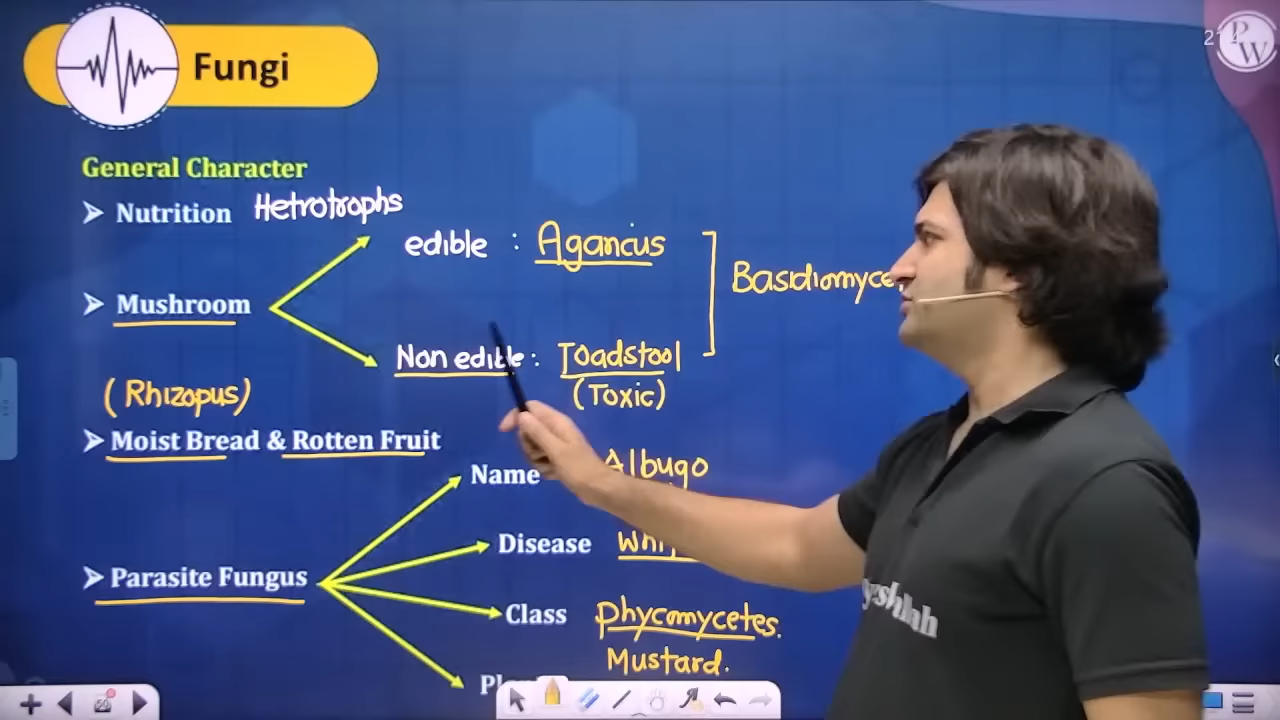 Fungi
PW
General Character
➤ Nutrition Hetrotrophs
edible : Agaricus
Basidiomyce
➤ Mushroom
Non edible : Toadstool
(Toxic)
(Rhizopus)
➤ Moist Bread & Rotten Fruit
Name Albugo
Disease
➤ Parasite Fungus
Class phycomycetes.
Mustard.